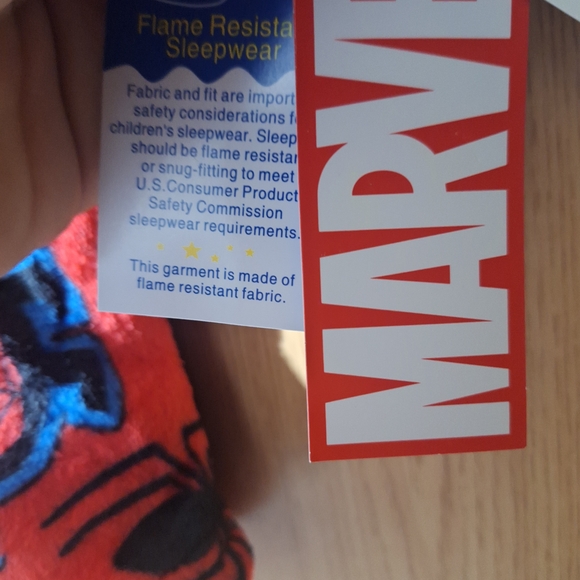 Flame Resista
Sleepwear
Fabric and fit are import
safety considerations f
children's sleepwear. Sleep
should be flame resistan
or snug-fitting to meet
U.S.Consumer Product
Safety Commission
sleepwear requirements.
This garment is made of
flame resistant fabric.
MARVE